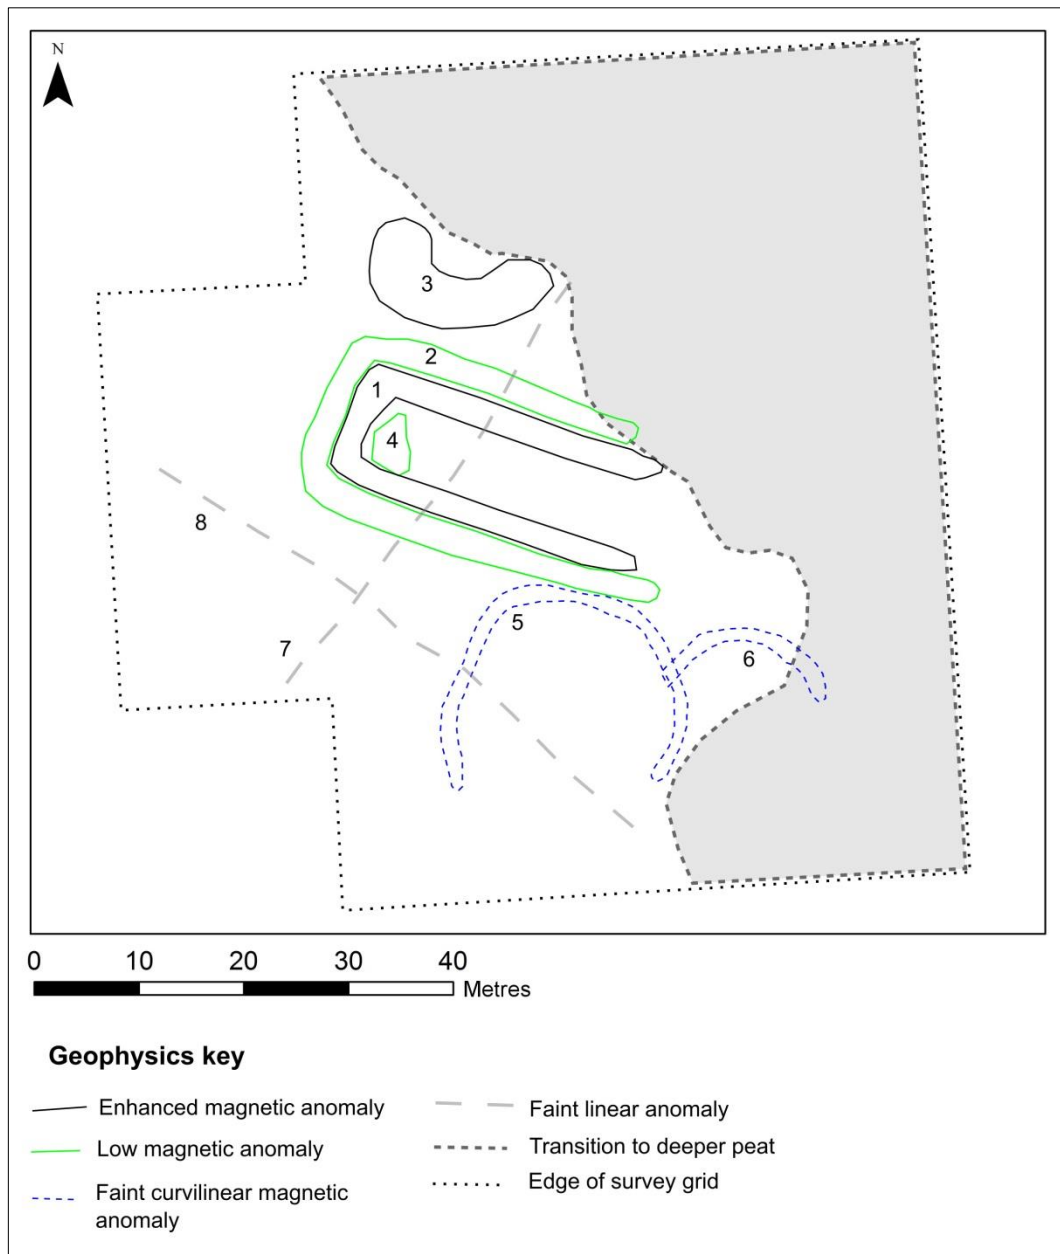 N
3
2
1
4
8
5
7
6
0 10 20 30 40
Metres
Geophysics key
Enhanced magnetic anomaly
Low magnetic anomaly
Faint curvilinear magnetic
anomaly
Faint linear anomaly
Transition to deeper peat
Edge of survey grid